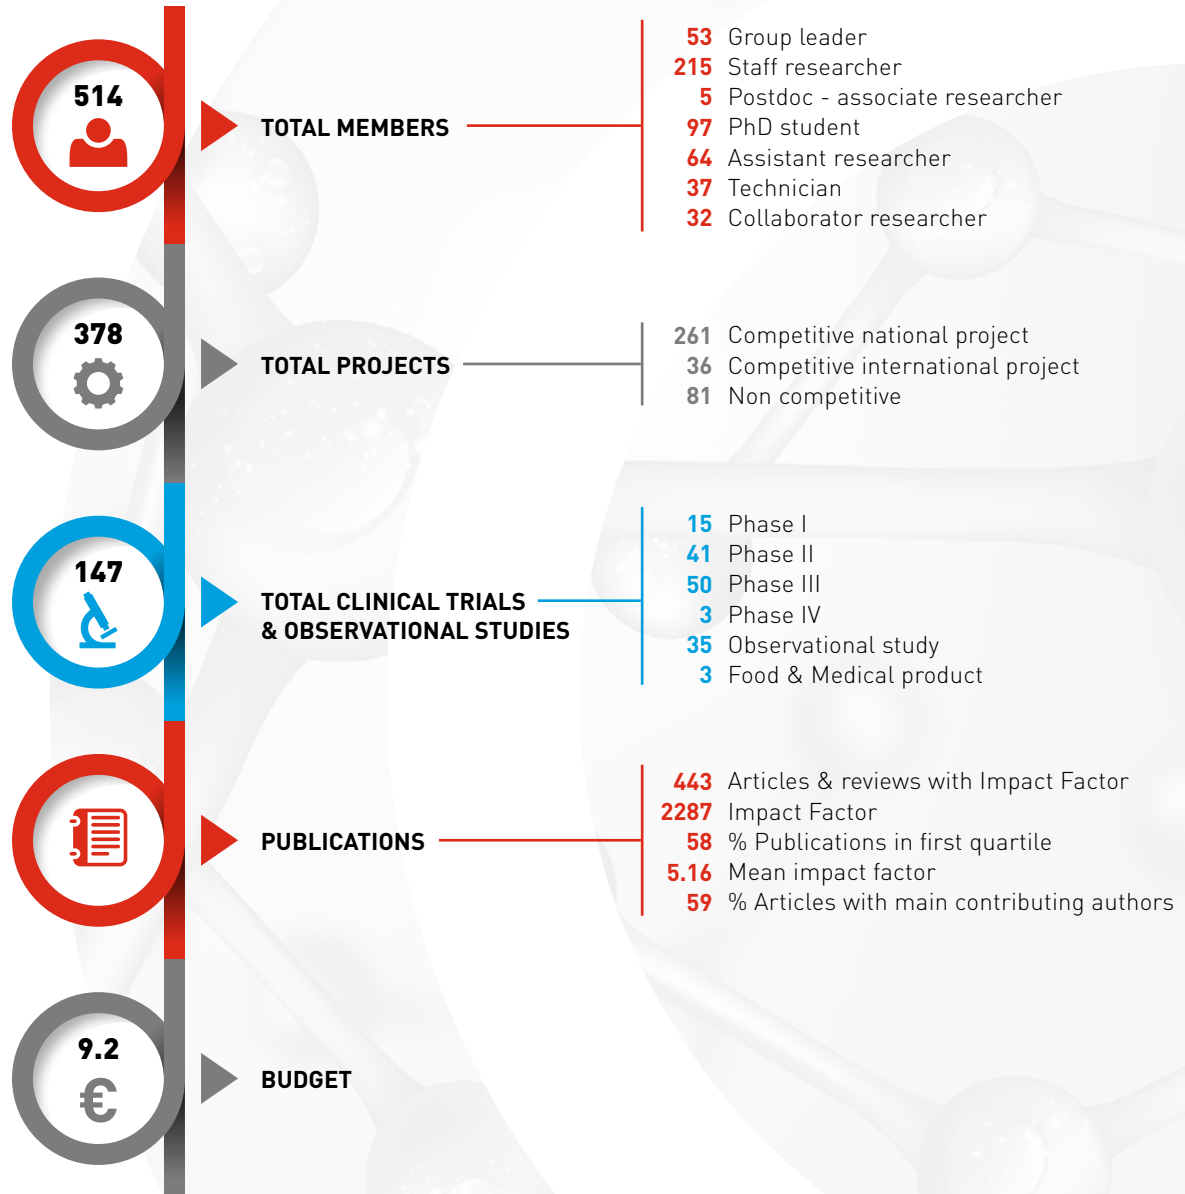 514
TOTAL MEMBERS
53 Group leader
215 Staff researcher
5 Postdoc - associate researcher
97 PhD student
64 Assistant researcher
37 Technician
32 Collaborator researcher
378
TOTAL PROJECTS
261 Competitive national project
36 Competitive international project
81 Non competitive
147
TOTAL CLINICAL TRIALS
& OBSERVATIONAL STUDIES
15 Phase I
41 Phase II
50 Phase III
3 Phase IV
35 Observational study
3 Food & Medical product
PUBLICATIONS
443 Articles & reviews with Impact Factor
2287 Impact Factor
58 % Publications in first quartile
5.16 Mean impact factor
59 % Articles with main contributing authors
9.2
€
BUDGET